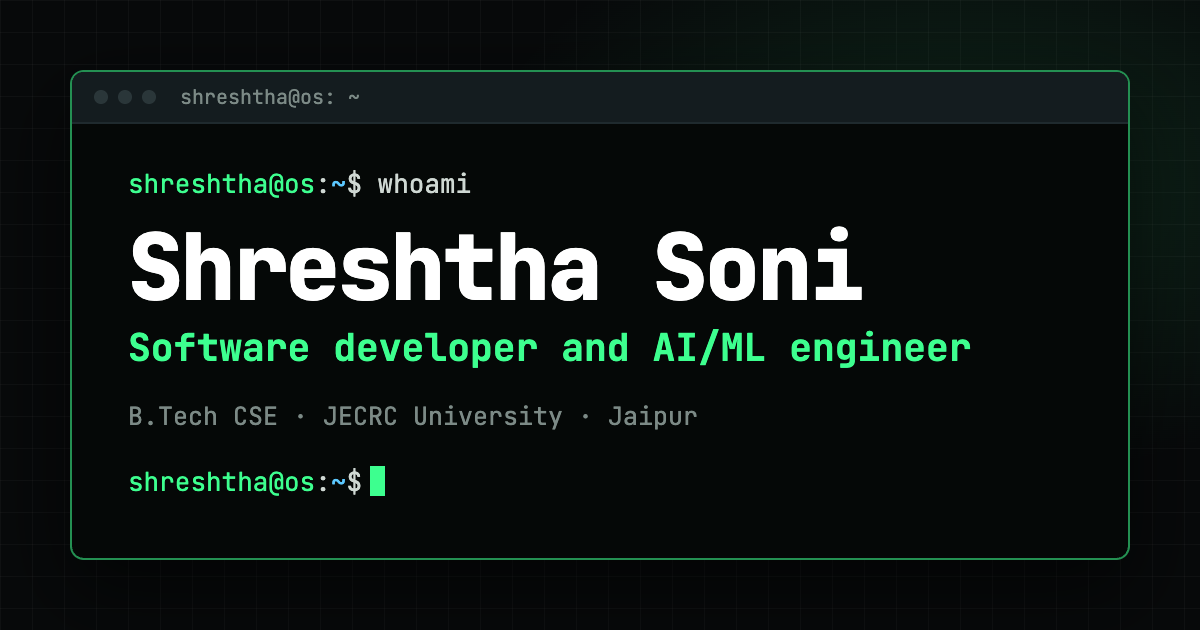 shreshtha@os: ~
shreshtha@os:~$ whoami
Shreshtha Soni
Software developer and AI/ML engineer
B.Tech CSE · JECRC University · Jaipur
shreshtha@os:~$